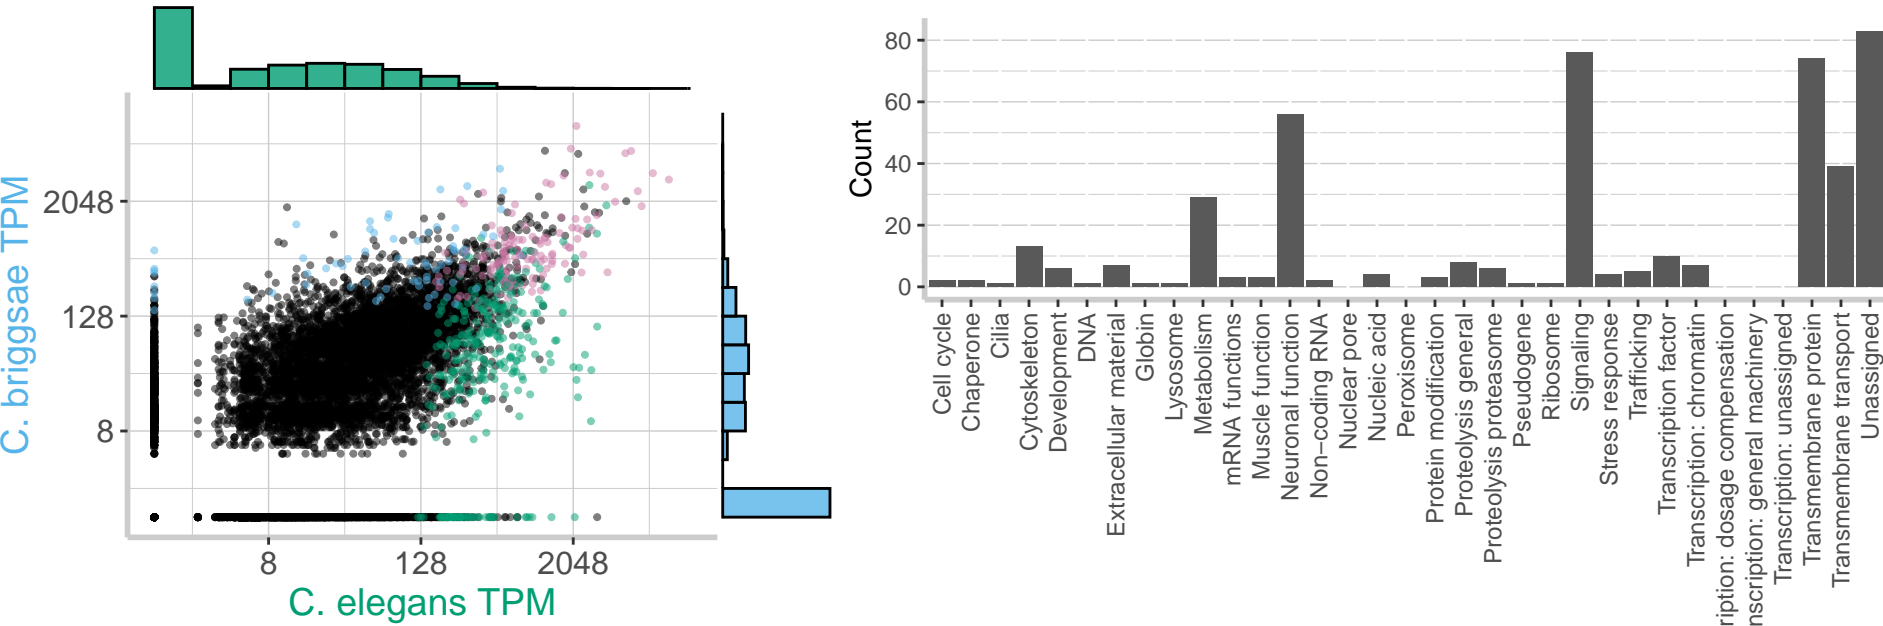 C. briggsae TPM
2048
128
8
8
128
2048
C. elegans TPM
Count
80
60
40
20
0
Cell cycle
Chaperone
Cilia
Cytoskeleton
Development
DNA
Extracellular material
Globin
Lysosome
Metabolism
mRNA functions
Muscle function
Neuronal function
Non−coding RNA
Nuclear pore
Nucleic acid
Peroxisome
Protein modification
Proteolysis general
Proteolysis proteasome
Pseudogene
Ribosome
Signaling
Stress response
Trafficking
Transcription factor
Transcription: chromatin
ription: dosage compensation
nscription: general machinery
Transcription: unassigned
Transmembrane protein
Transmembrane transport
Unassigned